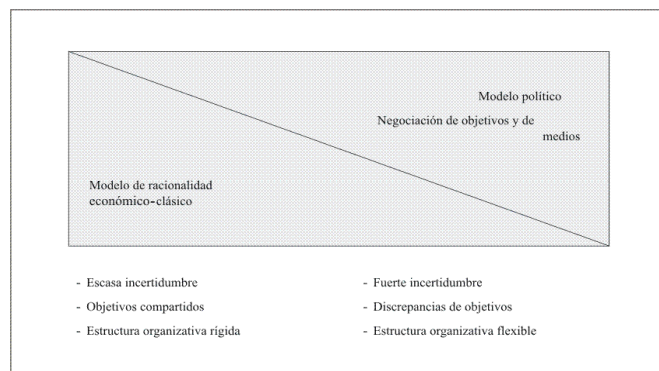 Modelo político
Negociación de objetivos y de
medios
Modelo de racionalidad
económico-clásico
- Escasa incertidumbre
- Objetivos compartidos
- Estructura organizativa rígida
- Fuerte incertidumbre
- Discrepancias de objetivos
- Estructura organizativa flexible